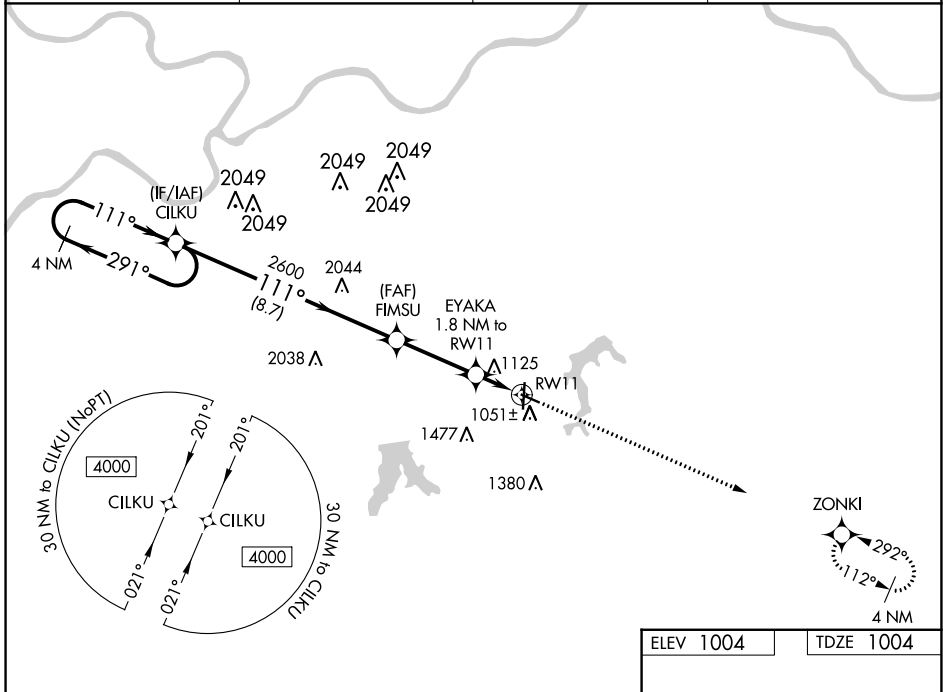 2049
2049
2049
2049
2049
(IF/IAF)
CILKU
111°
291°
4 NM
2600
111°
(8.7)
2044
(FAF)
FIMSU
EYAKA
1.8 NM to
RW11
1125
2038
RW11
1051±
1477
1380
30 NM to CILKU (NoPT)
4000
201°
CILKU
021°
201°
CILKU
4000
021°
30 NM to CILKU
ZONKI
292°
112°
4 NM
ELEV 1004
TDZE 1004